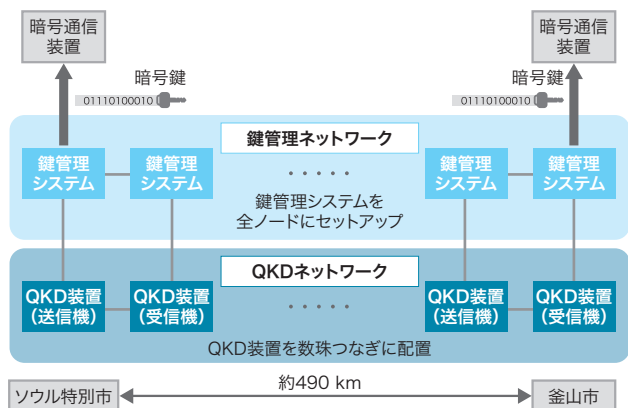 暗号通信
装置
暗号通信
装置
暗号鍵
01110100010
暗号鍵
01110100010
鍵管理ネットワーク
鍵管理
システム
鍵管理
システム
・・・・・
鍵管理
システム
鍵管理
システム
鍵管理システムを
全ノードにセットアップ
QKDネットワーク
QKD装置
(送信機)
QKD装置
(受信機)
・・・・・
QKD装置
(送信機)
QKD装置
(受信機)
QKD装置を数珠つなぎに配置
約490 km
ソウル特別市
釜山市